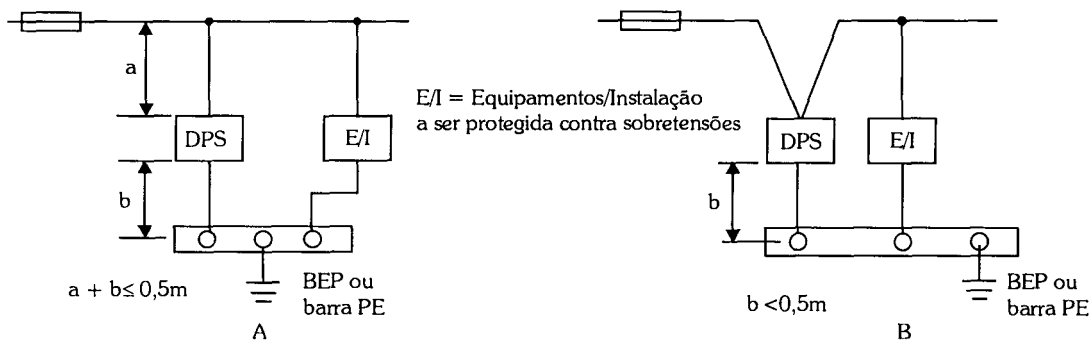 a
DPS
E/I
b
a + b ≤ 0,5m
BEP ou
barra PE
A
E/I = Equipamentos/Instalação
a ser protegida contra sobretensões
DPS
E/I
b
b <0,5m
BEP ou
barra PE
B